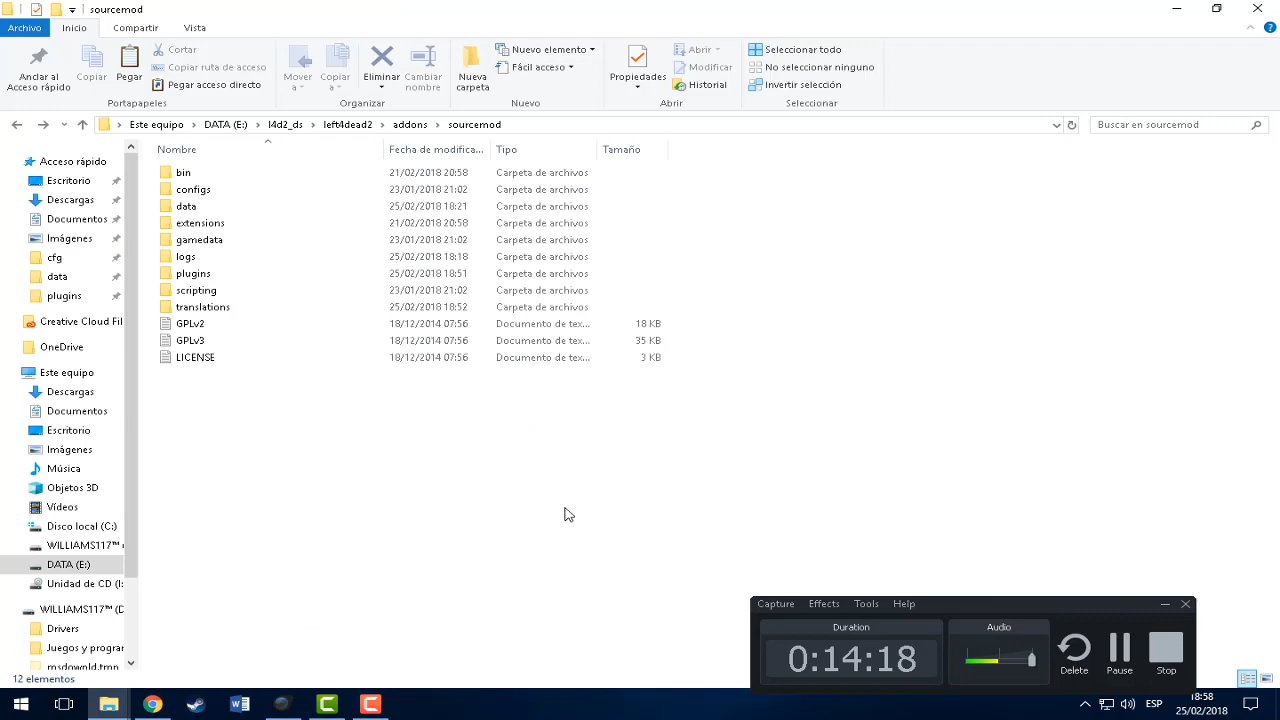 sourcemod
Archivo Inicio Compartir Vista
Anclar al Acceso rápido
Copiar
Pegar
Cortar
Copiar ruta de acceso
Pegar acceso directo
Portapapeles
Mover a
Copiar a
Eliminar
Cambiar nombre
Organizar
Nueva carpeta
Nuevo elemento
Fácil acceso
Nuevo
Propiedades
Abrir
Modificar
Historial
Abrir
Seleccionar todo
No seleccionar ninguno
Invertir selección
Seleccionar
Este equipo > DATA (E:) > l4d2_ds > left4dead2 > addons > sourcemod
Buscar en sourcemod
Nombre Fecha de modifica... Tipo Tamaño
bin 21/02/2018 20:58 Carpeta de archivos
configs 23/01/2018 21:02 Carpeta de archivos
data 25/02/2018 18:21 Carpeta de archivos
extensions 21/02/2018 20:58 Carpeta de archivos
gamedata 23/01/2018 21:02 Carpeta de archivos
logs 25/02/2018 18:18 Carpeta de archivos
plugins 25/02/2018 18:51 Carpeta de archivos
scripting 23/01/2018 21:02 Carpeta de archivos
translations 25/02/2018 18:52 Carpeta de archivos
GPLv2 18/12/2014 07:56 Documento de tex... 18 KB
GPLv3 18/12/2014 07:56 Documento de tex... 35 KB
LICENSE 18/12/2014 07:56 Documento de tex... 3 KB
Acceso rápido
Escritorio
Descargas
Documentos
Imágenes
cfg
data
plugins
Creative Cloud Fil
OneDrive
Este equipo
Descargas
Documentos
Escritorio
Imágenes
Música
Objetos 3D
Vídeos
Disco local (C:)
WILLIAMS117™ (
DATA (E:)
Unidad de CD (I:
WILLIAMS117™ (D
Drivers
Juegos y prograr
msdownld.tmp
12 elementos
Capture Effects Tools Help
Duration
0:14:18
Audio
Delete
Pause
Stop
ESP
18:58
25/02/2018